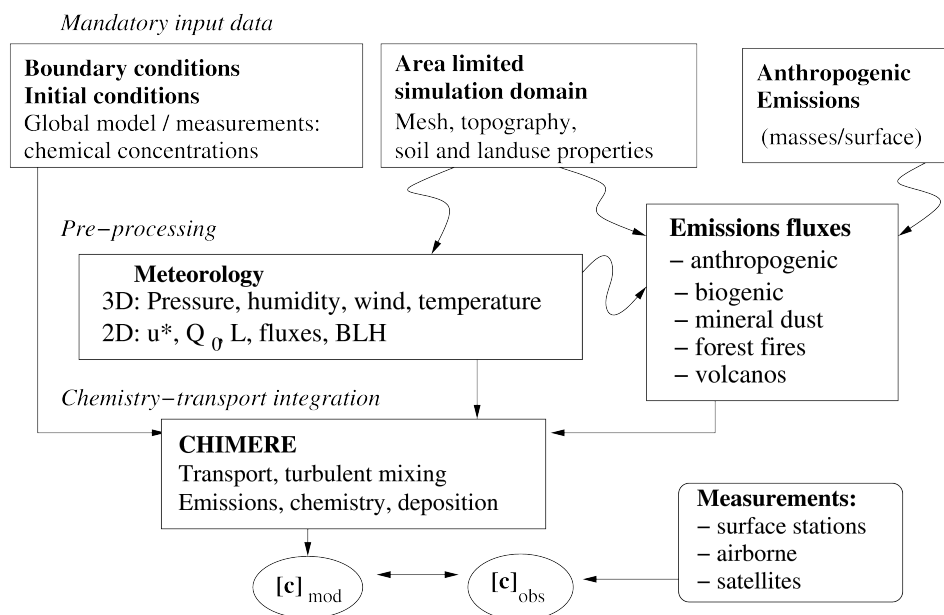 Mandatory input data
Boundary conditions
Initial conditions
Global model / measurements:
chemical concentrations
Area limited
simulation domain
Mesh, topography,
soil and landuse properties
Anthropogenic
Emissions
(masses/surface)
Pre−processing
Meteorology
3D: Pressure, humidity, wind, temperature
2D: u*, Q 0, L, fluxes, BLH
Emissions fluxes
− anthropogenic
− biogenic
− mineral dust
− forest fires
− volcanos
Chemistry−transport integration
CHIMERE
Transport, turbulent mixing
Emissions, chemistry, deposition
Measurements:
− surface stations
− airborne
− satellites
[c] mod
[c] obs